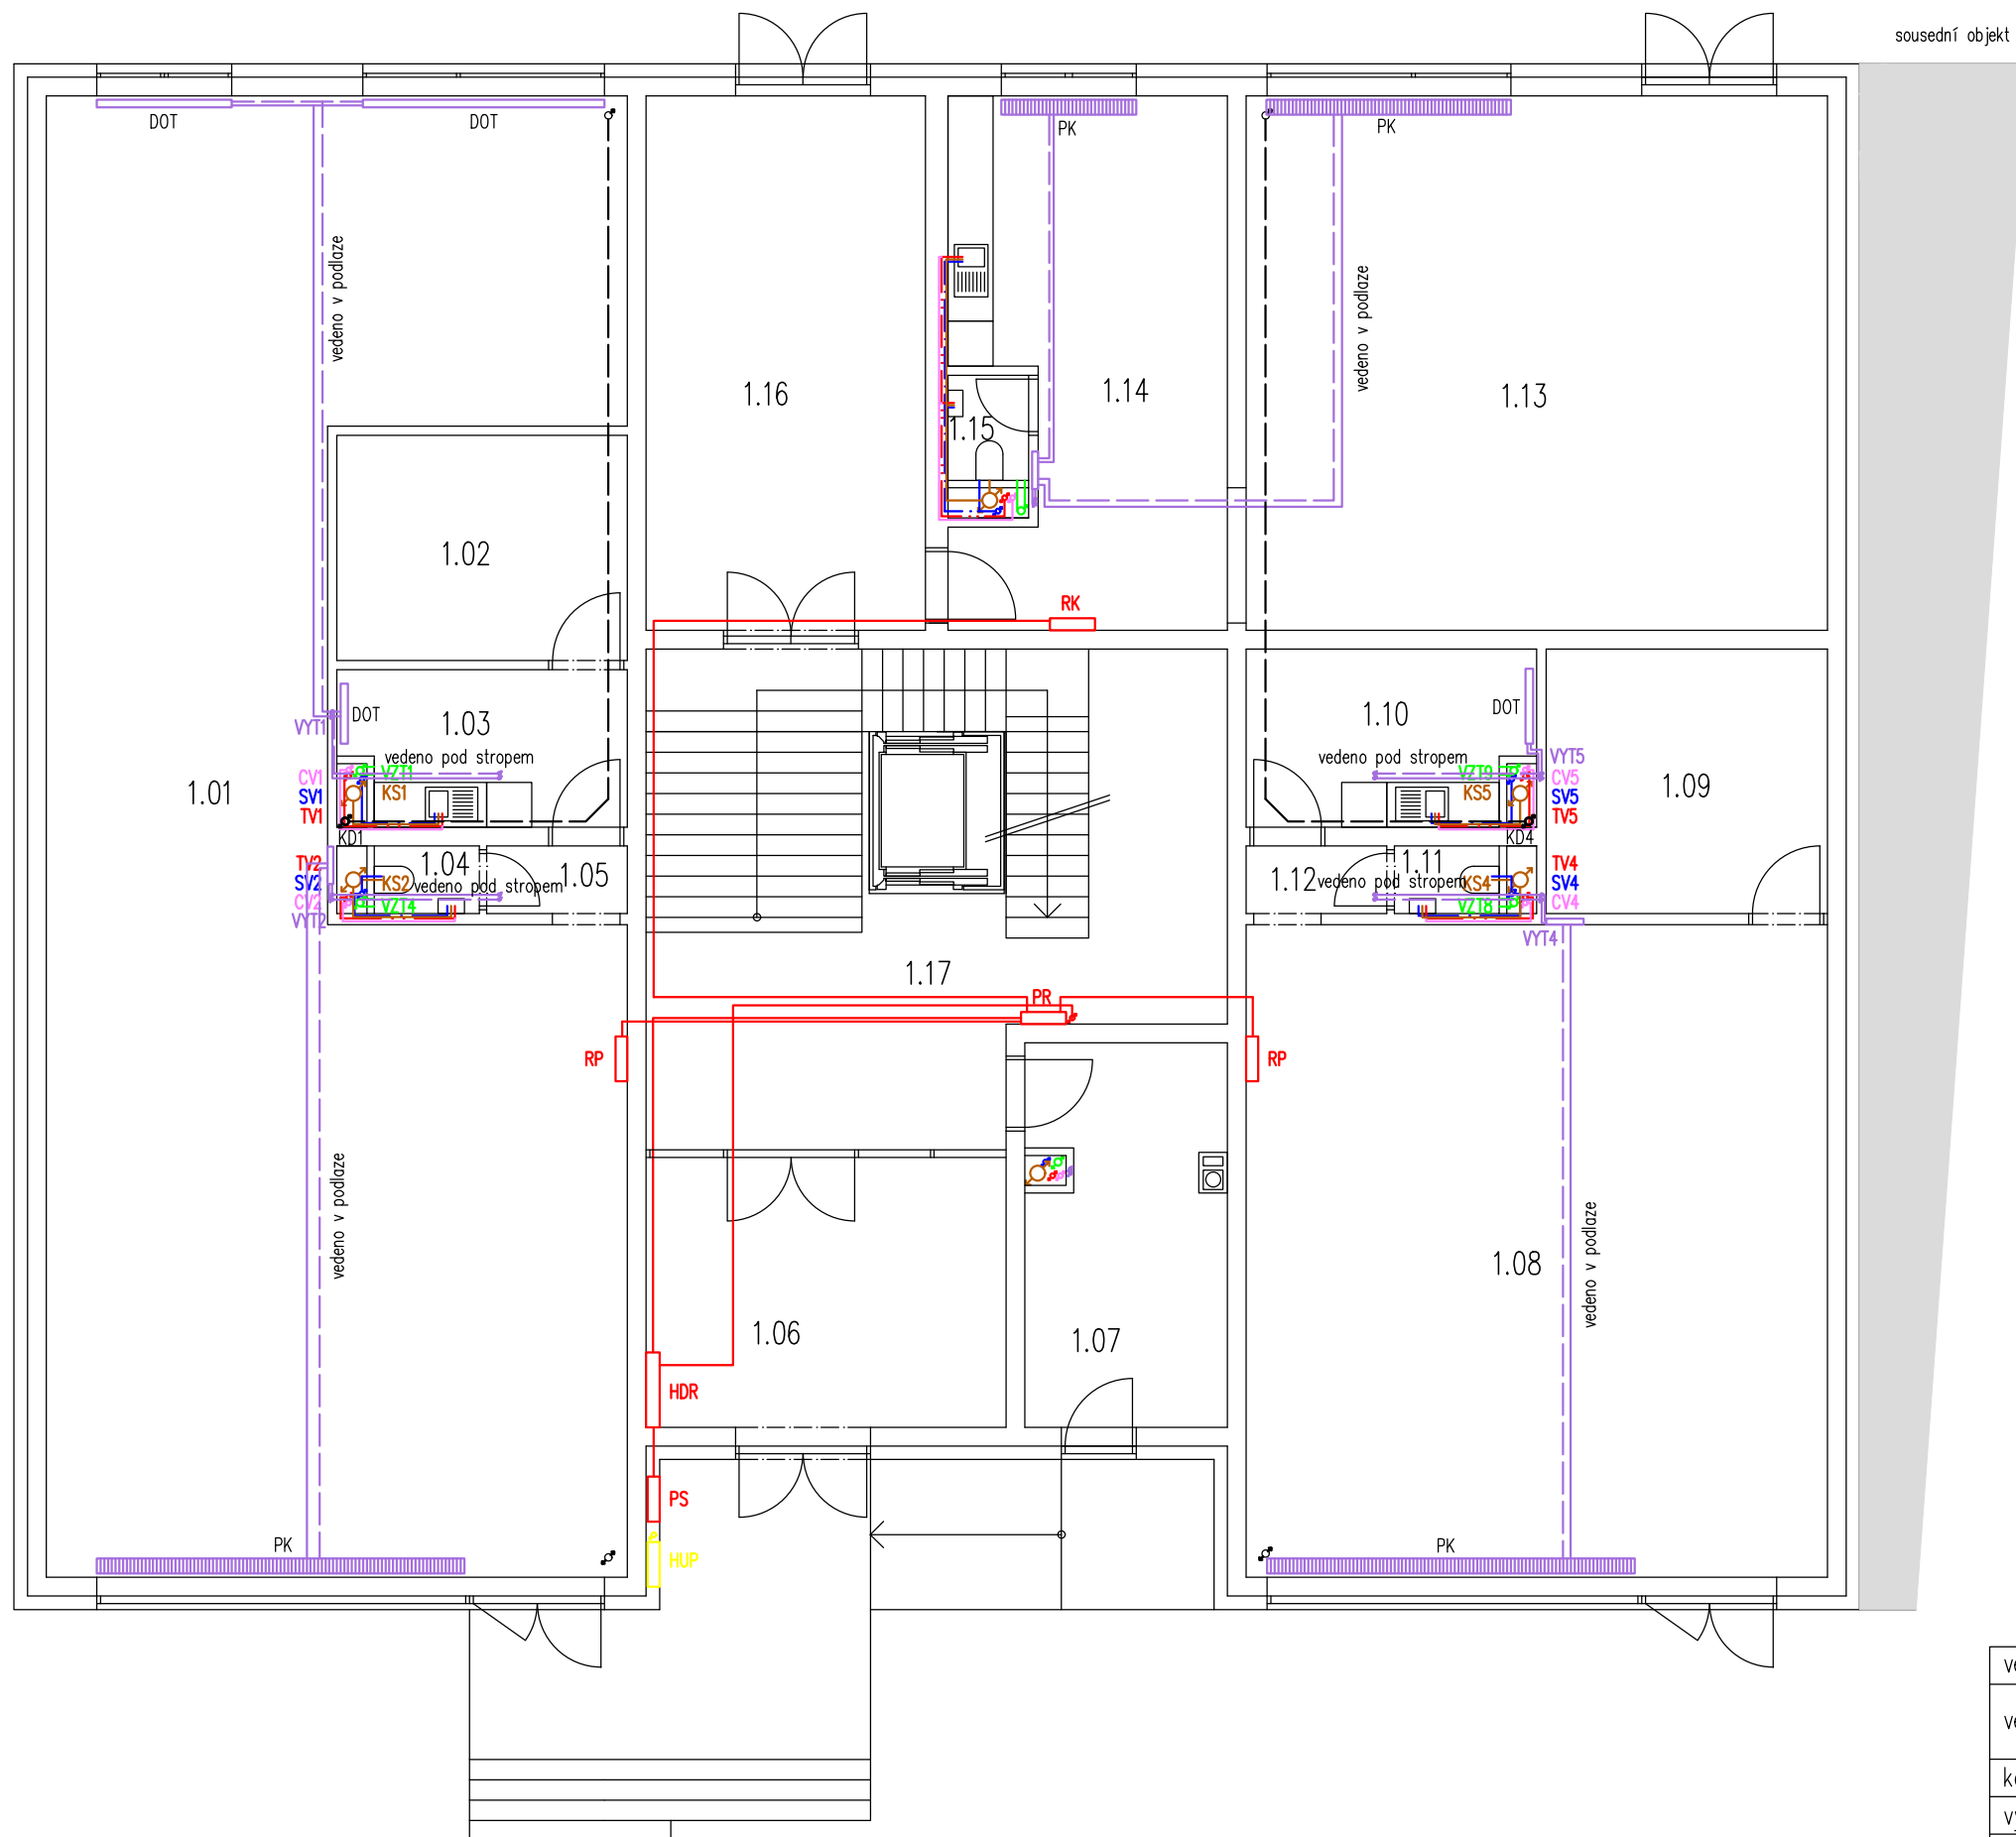 sousední objekt
DOT
DOT
PK
PK
vedeno v podlaze
vedeno v podlaze
1.16
1.14
1.13
1.15
1.02
RK
1.03
DOT
VYT1
vedeno pod stropem
1.10
DOT
vedeno pod stropem
VYT5
1.01
CV1
VZT1
SV1
KS1
TV1
KD1
VZT9
CV5
KS5
SV5
TV5
KD4
1.09
TV2
1.04
1.05
SV2
KS2
vedeno pod stropem
CV2
VZT4
VYT2
1.12
1.11
vedeno pod stropem
TV4
KS4
SV4
VZT8
CV4
VYT4
1.17
PR
RP
RP
vedeno v podlaze
vedeno v podlaze
1.08
1.06
1.07
HDR
PS
HUP
PK
PK